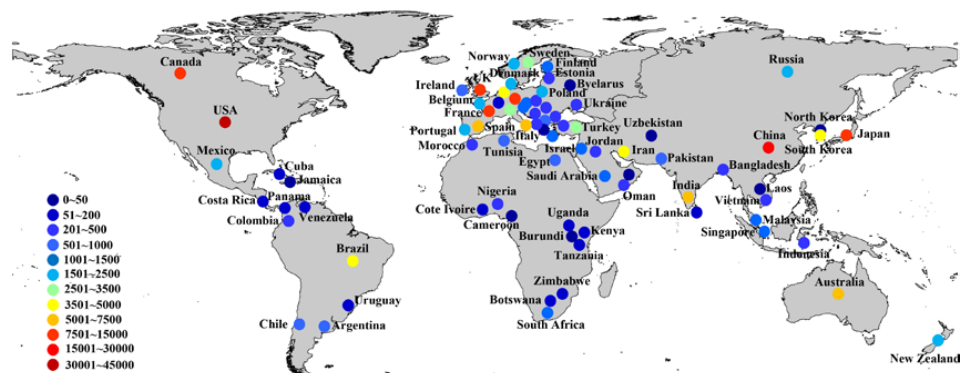 Canada
USA
Mexico
Cuba
Jamaica
Costa Rica
Panama
Colombia
Venezuela
Brazil
Uruguay
Chile
Argentina
Norway
Sweden
Finland
Estonia
Denmark
Byelarus
Ireland
UK
Belgium
Poland
Ukraine
France
Portugal
Spain
Italy
Turkey
Morocco
Tunisia
Israel
Jordan
Egypt
Saudi Arabia
Iran
Oman
Uzbekistan
Pakistan
Russia
North Korea
South Korea
China
Japan
Bangladesh
India
Sri Lanka
Laos
Vietnam
Malaysia
Singapore
Indonesia
Nigeria
Cote Ivoire
Cameroon
Uganda
Burundi
Kenya
Tanzania
Zimbabwe
Botswana
South Africa
Australia
New Zealand
0~50
51~200
201~500
501~1000
1001~1500
1501~2500
2501~3500
3501~5000
5001~7500
7501~15000
15001~30000
30001~45000